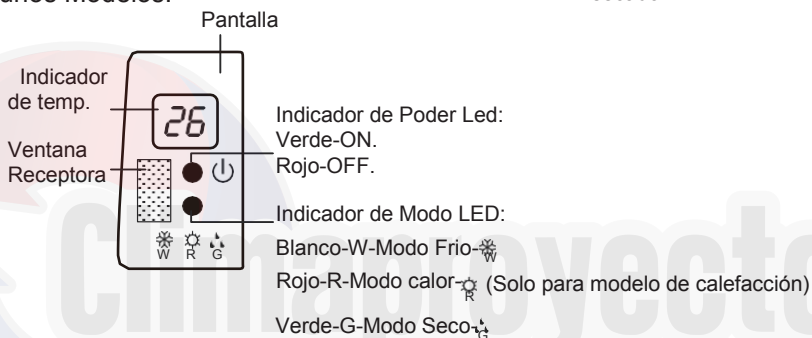 Pantalla
Indicador
de temp.
26
Ventana
Receptora
Indicador de Poder Led:
Verde-ON.
Rojo-OFF.
Indicador de Modo LED:
W R G
Blanco-W-Modo Frio-W
Rojo-R-Modo calor-R (Solo para modelo de calefacción)
Verde-G-Modo Seco-G